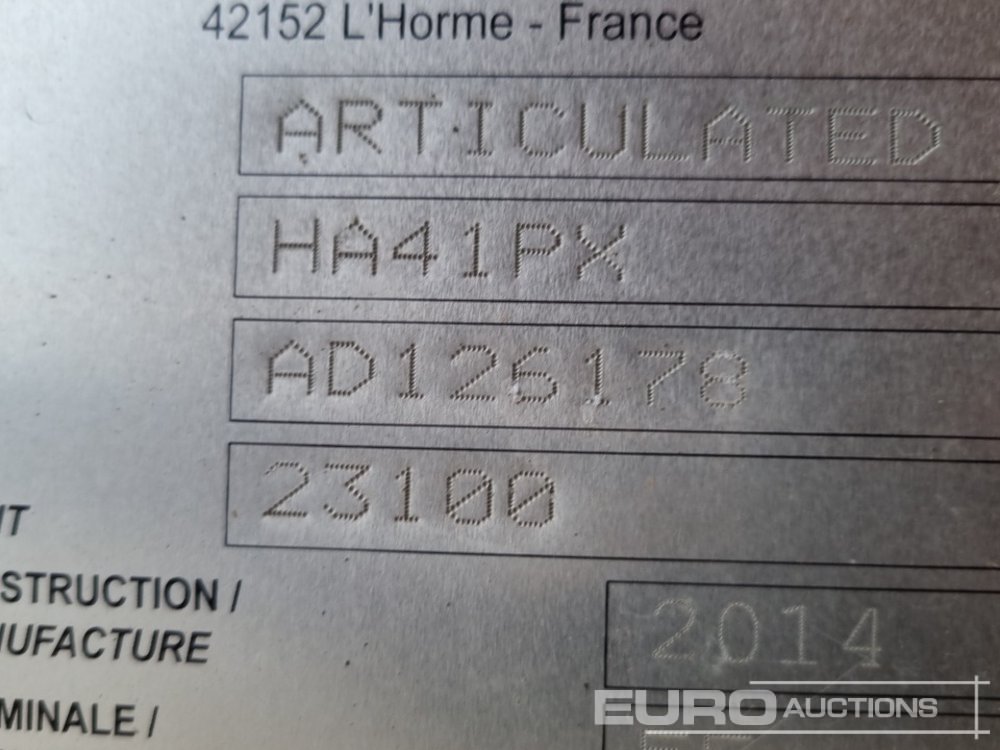 42152 L'Horme - France
ARTICULATED
HA41PX
AD126178
23100
STRUCTION /
UFACTURE
2014
MINALE /
EURO AUCTIONS